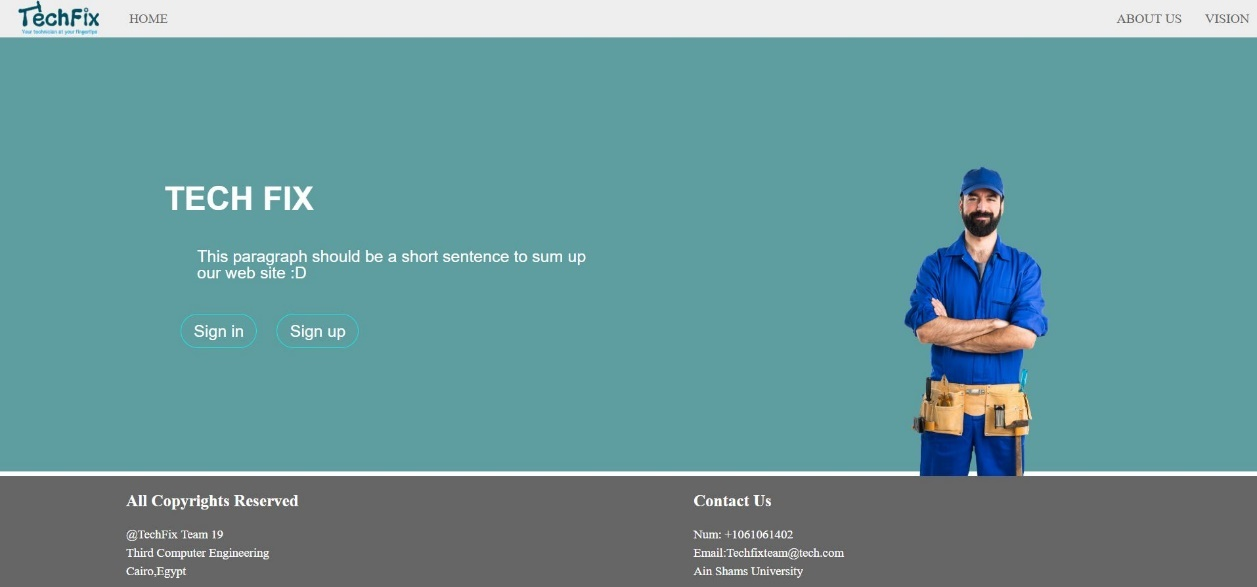 TechFix
Your technician at your fingertips
HOME
ABOUT US
VISION
TECH FIX
This paragraph should be a short sentence to sum up
our web site :D
Sign in
Sign up
All Copyrights Reserved
@TechFix Team 19
Third Computer Engineering
Cairo,Egypt
Contact Us
Num: +1061061402
Email:Techfixteam@tech.com
Ain Shams University